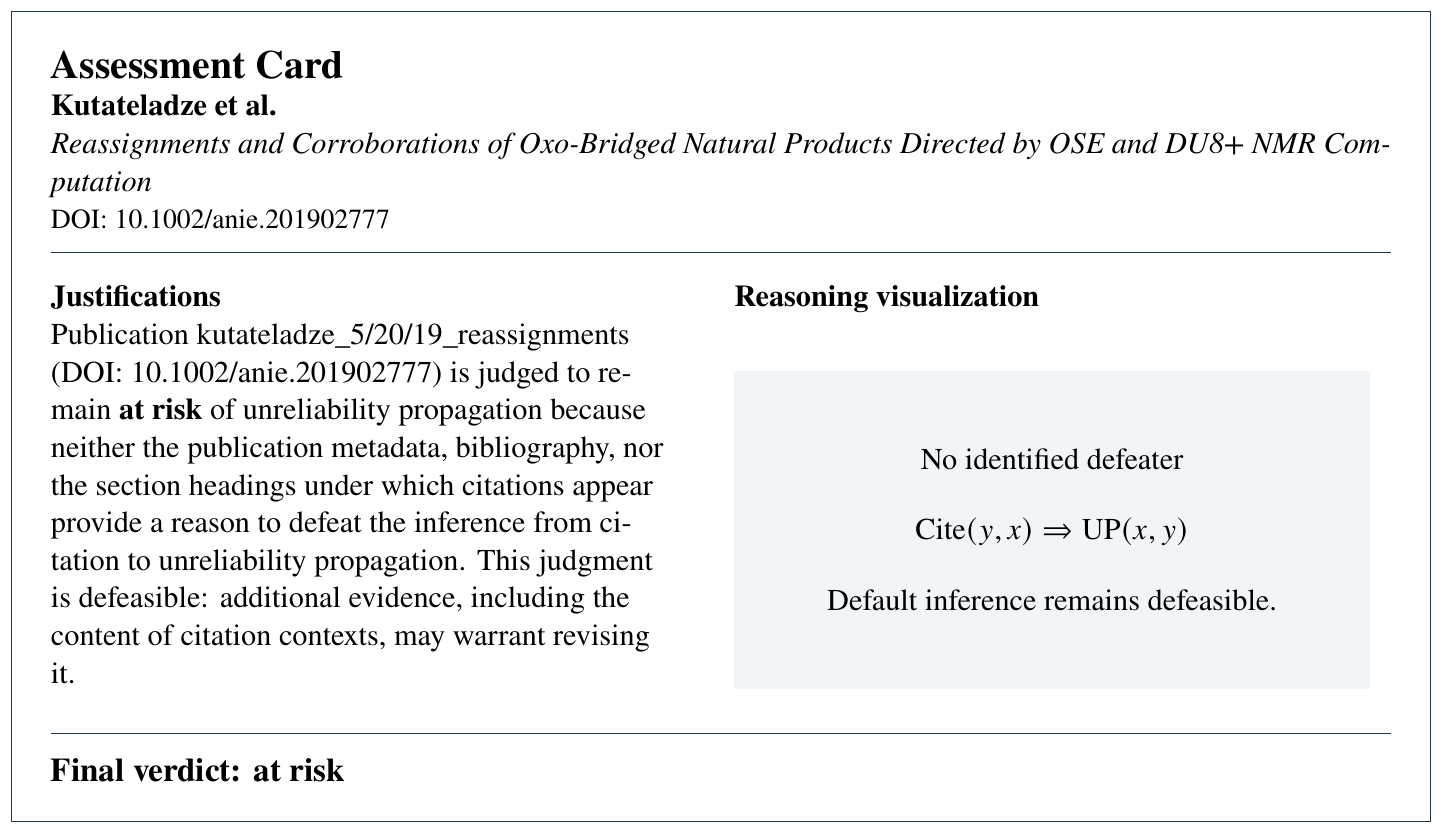 Assessment Card
Kutateladze et al.
Reassignments and Corroborations of Oxo-Bridged Natural Products Directed by OSE and DU8+ NMR Com-
putation
DOI: 10.1002/anie.201902777
Justifications
Publication kutateladze_5/20/19_reassignments
(DOI: 10.1002/anie.201902777) is judged to re-
main at risk of unreliability propagation because
neither the publication metadata, bibliography, nor
the section headings under which citations appear
provide a reason to defeat the inference from ci-
tation to unreliability propagation. This judgment
is defeasible: additional evidence, including the
content of citation contexts, may warrant revising
it.
Reasoning visualization
No identified defeater
Cite(y, x) ⟹ UP(x, y)
Default inference remains defeasible.
Final verdict: at risk